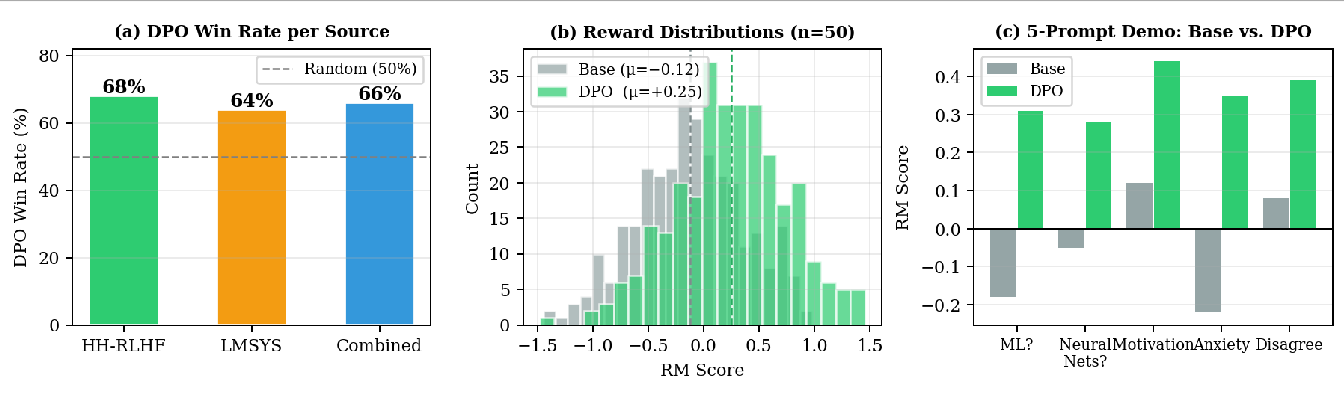 (a) DPO Win Rate per Source
DPO Win Rate (%)
80
60
40
20
0
Random (50%)
68%
64%
66%
HH-RLHF
LMSYS
Combined
(b) Reward Distributions (n=50)
Count
35
30
25
20
15
10
5
0
Base (μ=−0.12)
DPO (μ=+0.25)
−1.5
−1.0
−0.5
0.0
0.5
1.0
1.5
RM Score
(c) 5-Prompt Demo: Base vs. DPO
RM Score
0.4
0.3
0.2
0.1
0.0
−0.1
−0.2
Base
DPO
ML?
Neural
Nets?
Motivation
Anxiety
Disagree